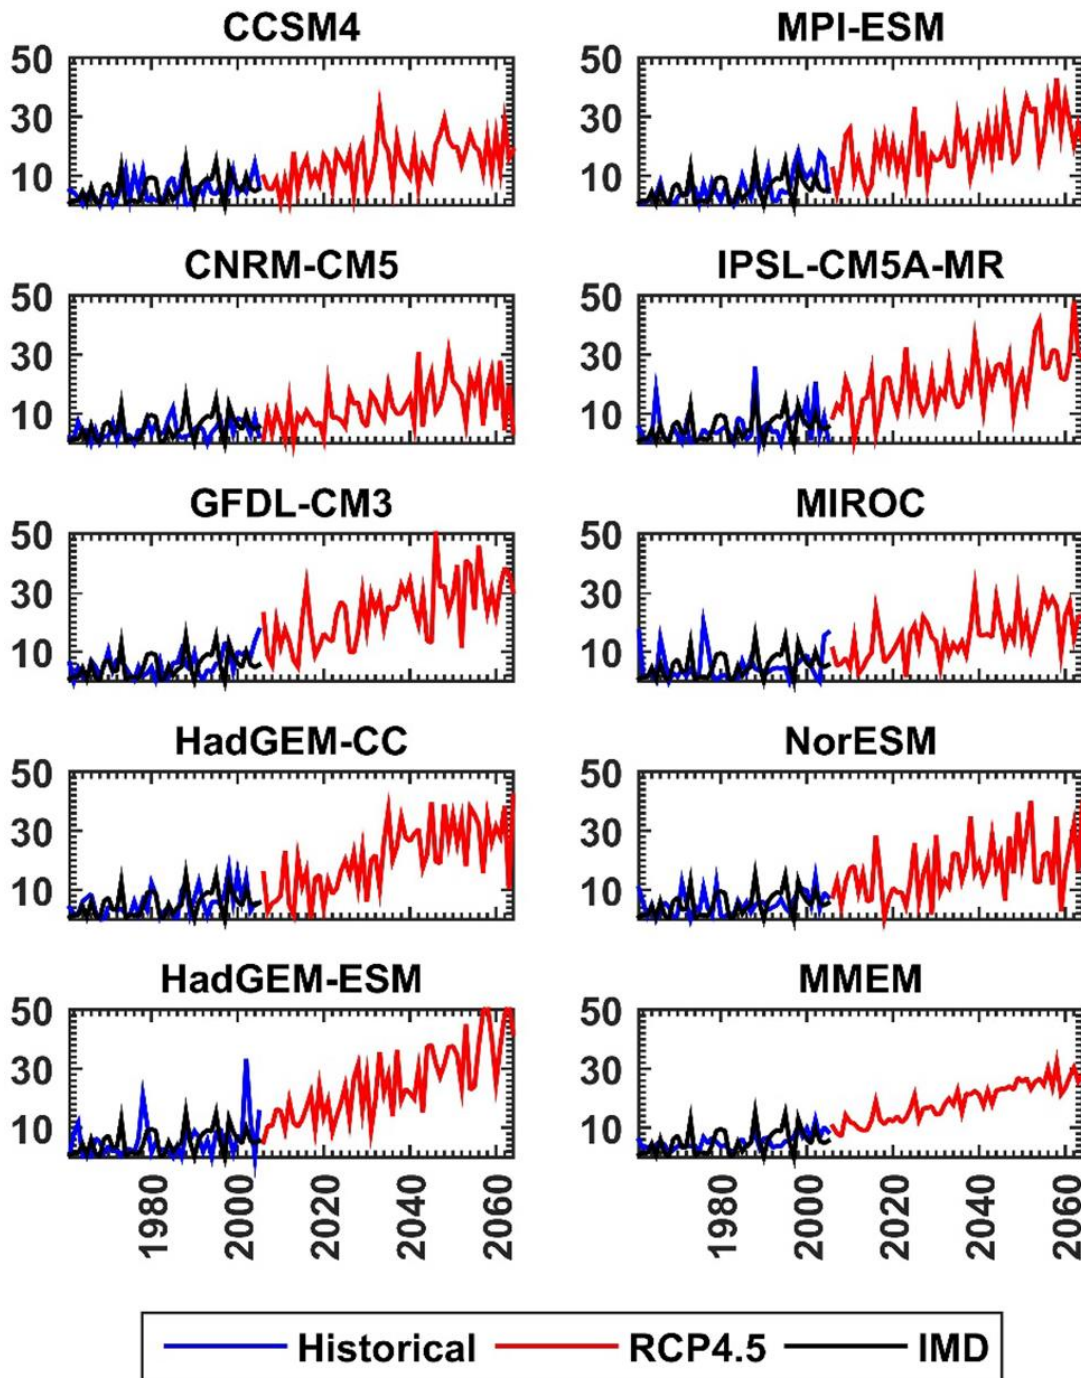 CCSM4 MPI-ESM
50 50
30 30
10 10
CNRM-CM5 IPSL-CM5A-MR
50 50
30 30
10 10
GFDL-CM3 MIROC
50 50
30 30
10 10
HadGEM-CC NorESM
50 50
30 30
10 10
HadGEM-ESM MMEM
50 50
30 30
10 10
1980 2000 2020 2040 2060 1980 2000 2020 2040 2060
Historical RCP4.5 IMD